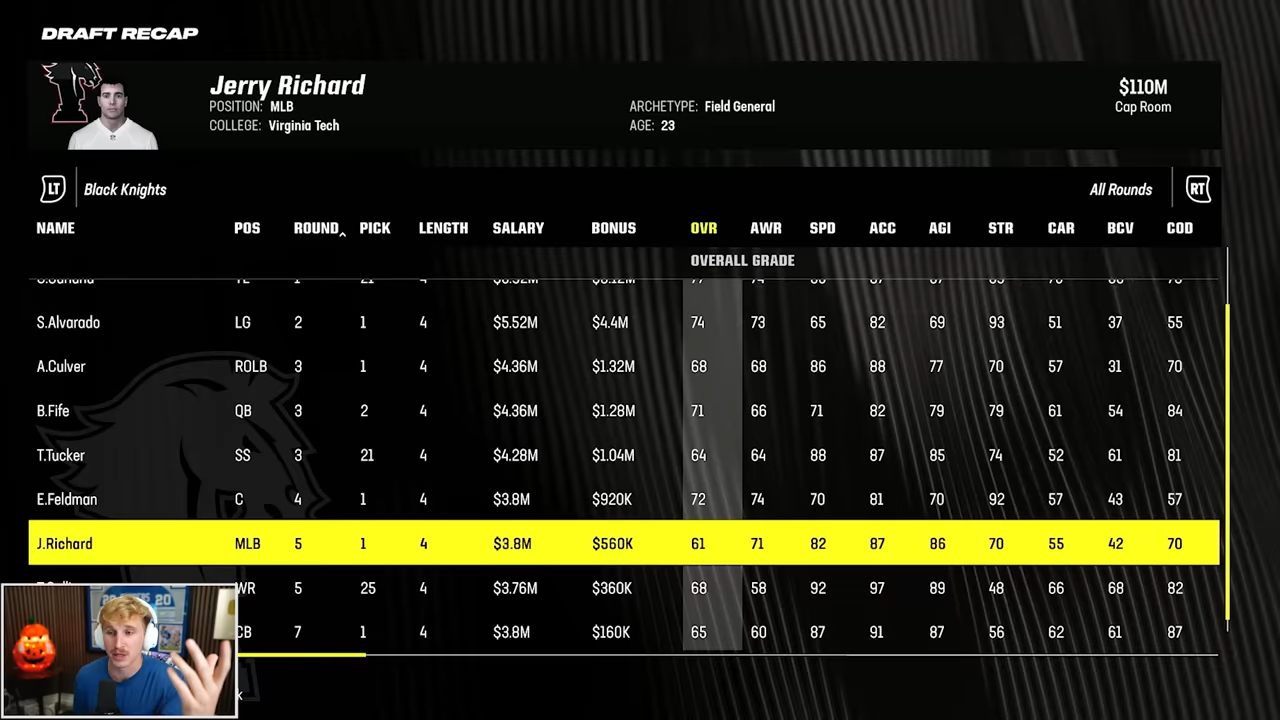 DRAFT RECAP
Jerry Richard
POSITION: MLB
COLLEGE: Virginia Tech
ARCHETYPE: Field General
AGE: 23
$110M
Cap Room
LT Black Knights All Rounds RT
NAME POS ROUND PICK LENGTH SALARY BONUS OVR AWR SPD ACC AGI STR CAR BCV COD
OVERALL GRADE
S.Alvarado LG 2 1 4 $5.52M $4.4M 74 73 65 82 69 93 51 37 55
A.Culver ROLB 3 1 4 $4.36M $1.32M 68 68 86 88 77 70 57 31 70
B.Fife QB 3 2 4 $4.36M $1.28M 71 66 71 82 79 79 61 54 84
T.Tucker SS 3 21 4 $4.28M $1.04M 64 64 88 87 85 74 52 61 81
E.Feldman C 4 1 4 $3.8M $920K 72 74 70 81 70 92 57 43 57
J.Richard MLB 5 1 4 $3.8M $560K 61 71 82 87 86 70 55 42 70
WR 5 25 4 $3.76M $360K 68 58 92 97 89 48 66 68 82
CB 7 1 4 $3.8M $160K 65 60 87 91 87 56 62 61 87